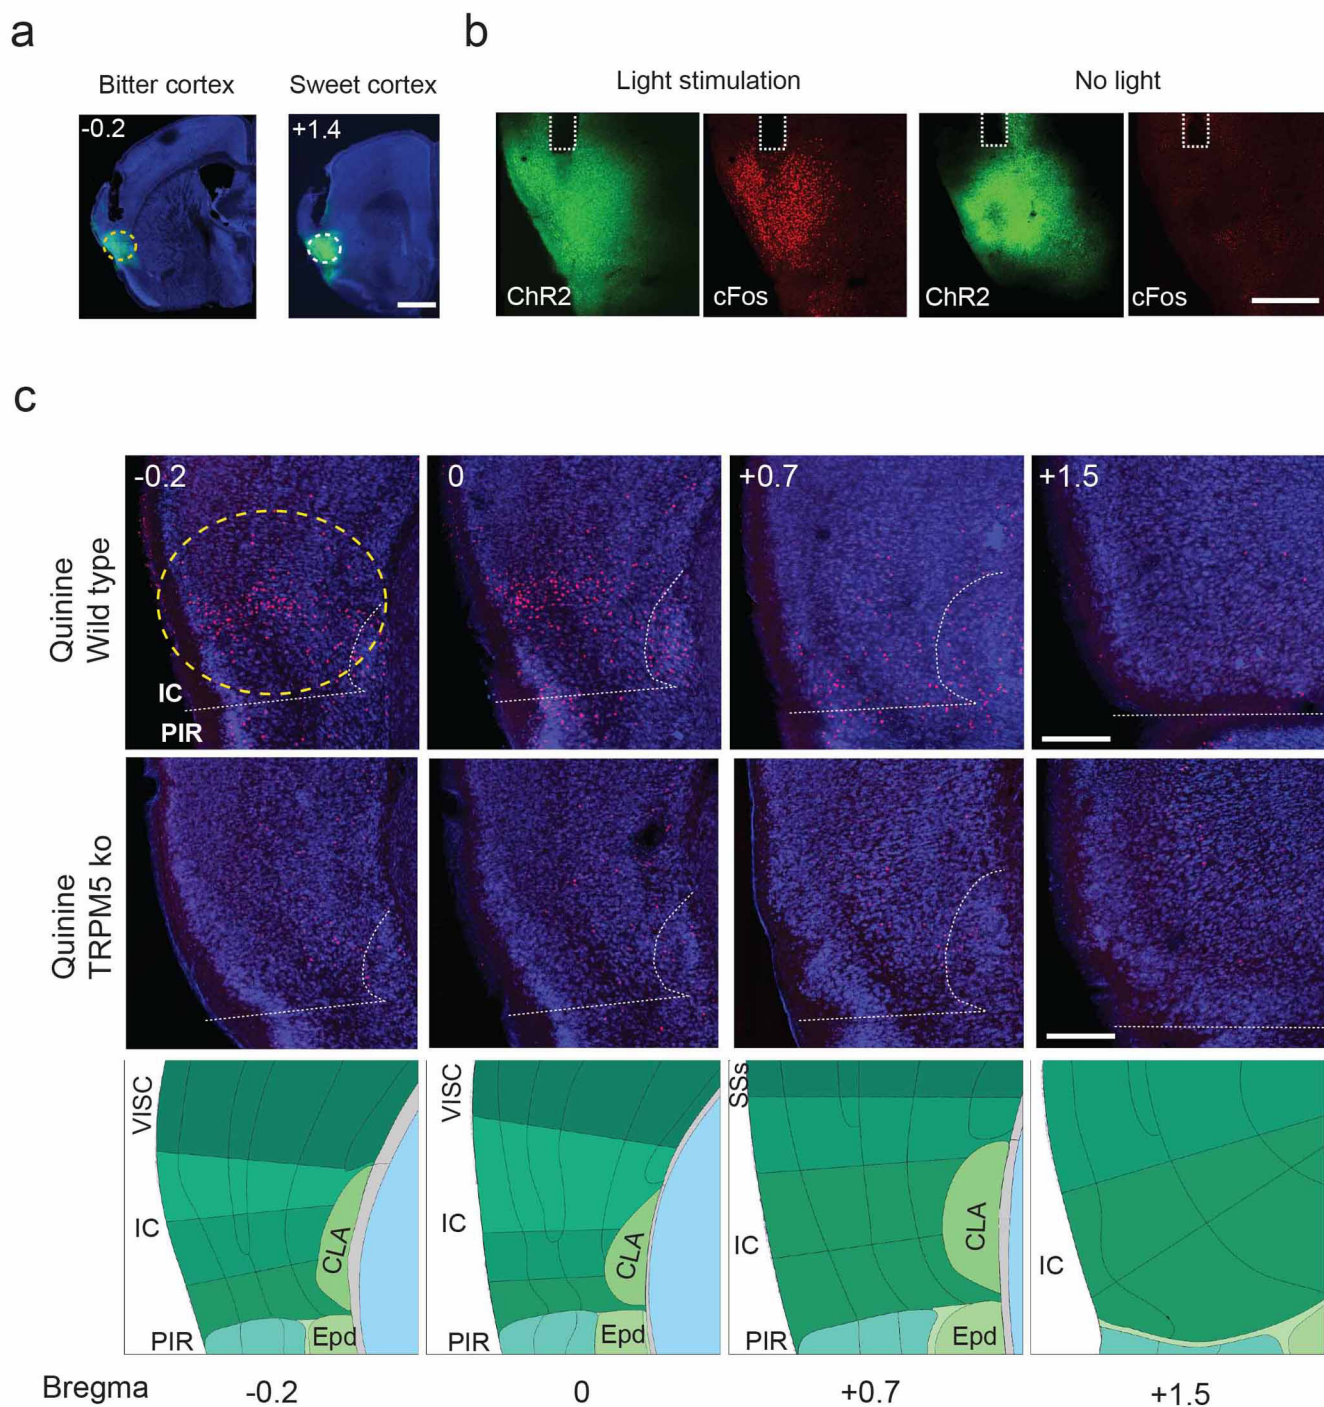 a
b
Bitter cortex
Sweet cortex
Light stimulation
No light
-0.2
+1.4
ChR2
cFos
ChR2
cFos
c
Quinine
Wild type
-0.2
0
+0.7
+1.5
IC
PIR
Quinine
TRPM5 ko
VISC
IC
PIR
CLA
Epd
VISC
IC
PIR
CLA
Epd
SSs
IC
PIR
CLA
Epd
IC
Bregma
-0.2
0
+0.7
+1.5